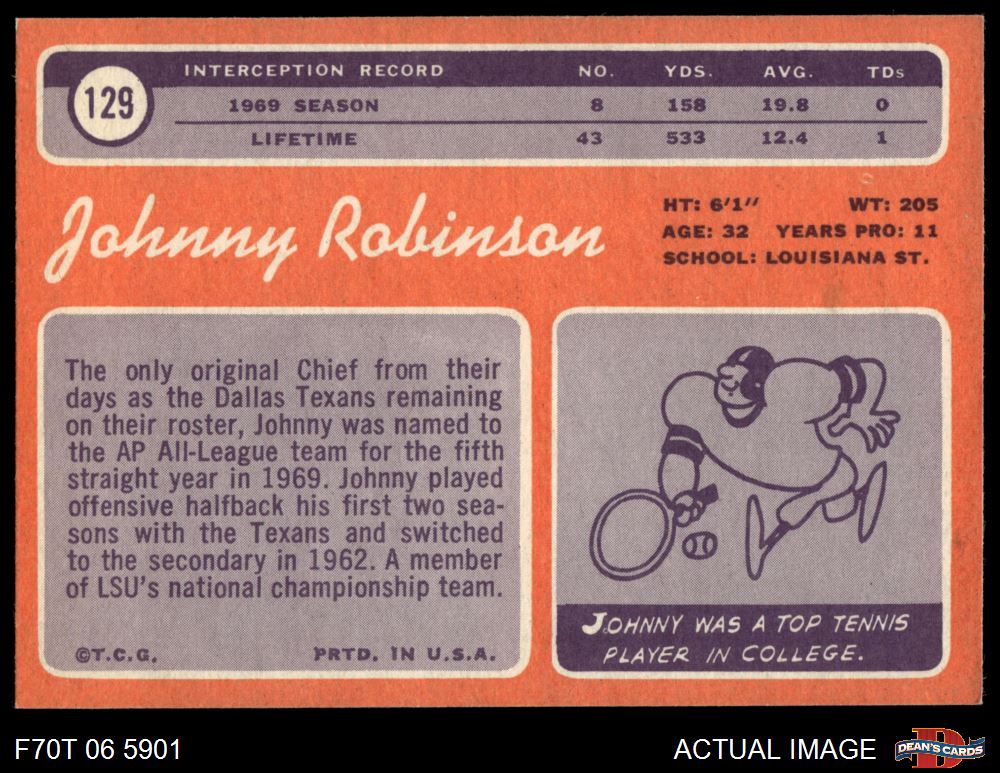 129
INTERCEPTION RECORD NO. YDS. AVG. TDs
1969 SEASON 8 158 19.8 0
LIFETIME 43 533 12.4 1
Johnny Robinson
HT: 6'1" WT: 205
AGE: 32 YEARS PRO: 11
SCHOOL: LOUISIANA ST.
The only original Chief from their
days as the Dallas Texans remaining
on their roster, Johnny was named to
the AP All-League team for the fifth
straight year in 1969. Johnny played
offensive halfback his first two sea-
sons with the Texans and switched
to the secondary in 1962. A member
of LSU's national championship team.
©T.C.G. PRTD. IN U.S.A.
JOHNNY WAS A TOP TENNIS
PLAYER IN COLLEGE.
F70T 06 5901
ACTUAL IMAGE
D
DEAN'S CARDS